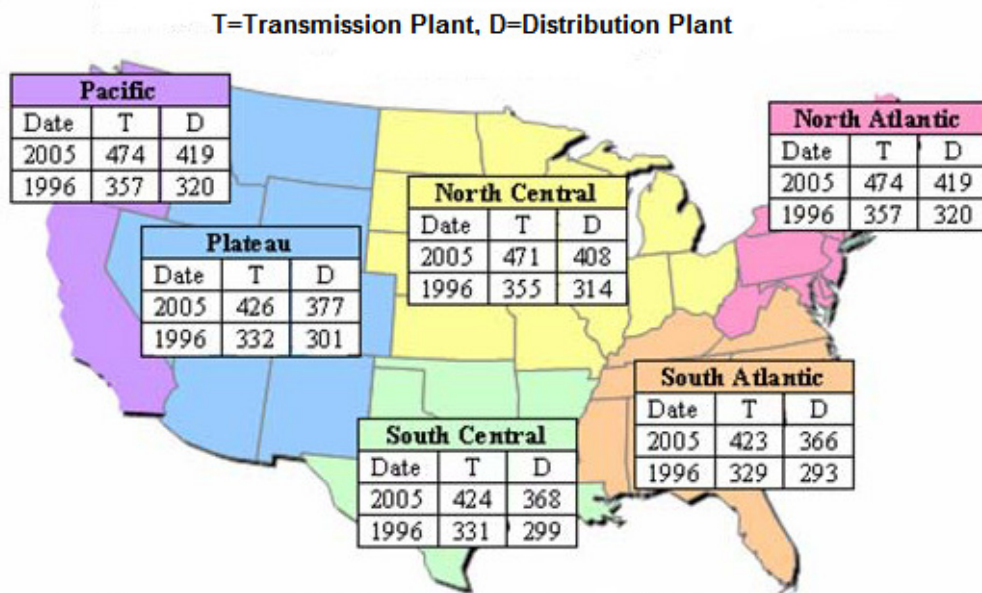 T=Transmission Plant, D=Distribution Plant
Pacific
Date T D
2005 474 419
1996 357 320
North Atlantic
Date T D
2005 474 419
1996 357 320
North Central
Date T D
2005 471 408
1996 355 314
Plateau
Date T D
2005 426 377
1996 332 301
South Atlantic
Date T D
2005 423 366
1996 329 293
South Central
Date T D
2005 424 368
1996 331 299